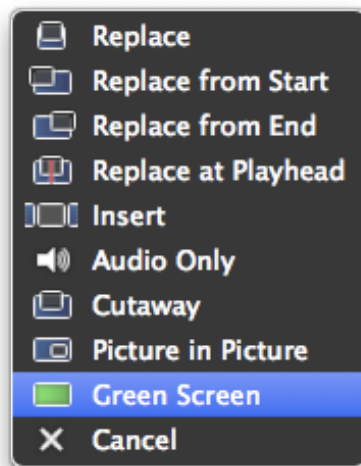 Replace
Replace from Start
Replace from End
Replace at Playhead
Insert
Audio Only
Cutaway
Picture in Picture
Green Screen
Cancel